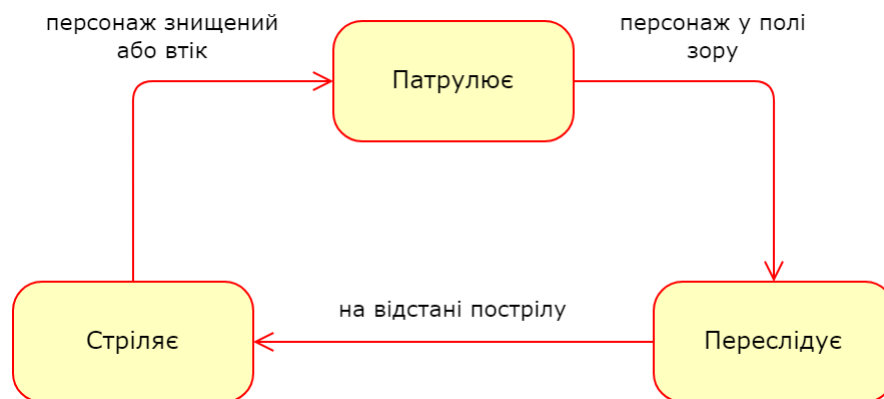 персонаж знищений
або втік
Патрулює
персонаж у полі
зору
на відстані пострілу
Стріляє
Переслідує